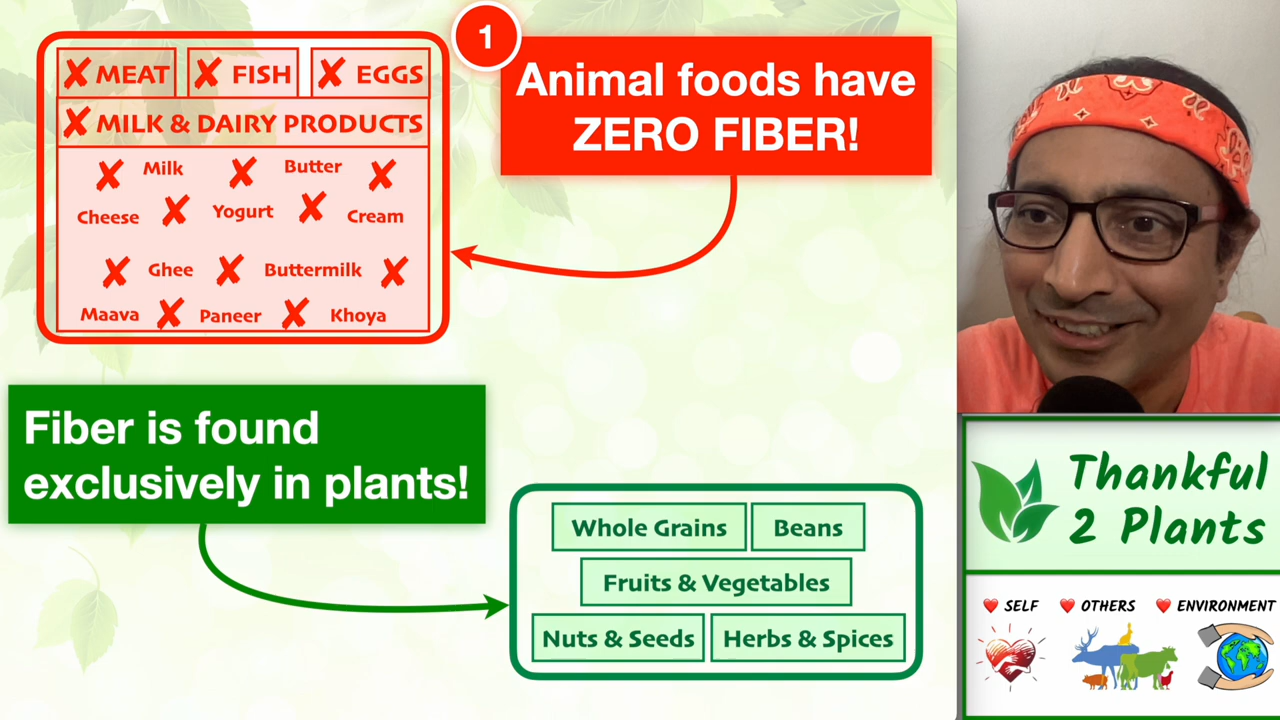 ✘ MEAT ✘ FISH ✘ EGGS
✘ MILK & DAIRY PRODUCTS
✘ Milk ✘ Butter ✘
Cheese ✘ Yogurt ✘ Cream
✘ Ghee ✘ Buttermilk ✘
Maava ✘ Paneer ✘ Khoya
1
Animal foods have
ZERO FIBER!
Fiber is found
exclusively in plants!
Whole Grains Beans
Fruits & Vegetables
Nuts & Seeds Herbs & Spices
Thankful
2 Plants
SELF OTHERS ENVIRONMENT